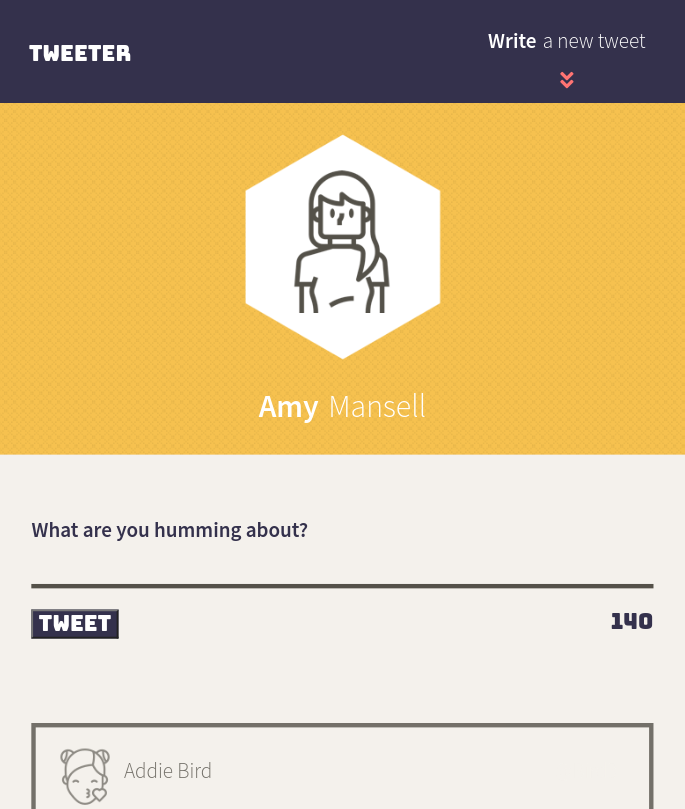 TWEETER
Write a new tweet
Amy Mansell
What are you humming about?
TWEET
140
Addie Bird